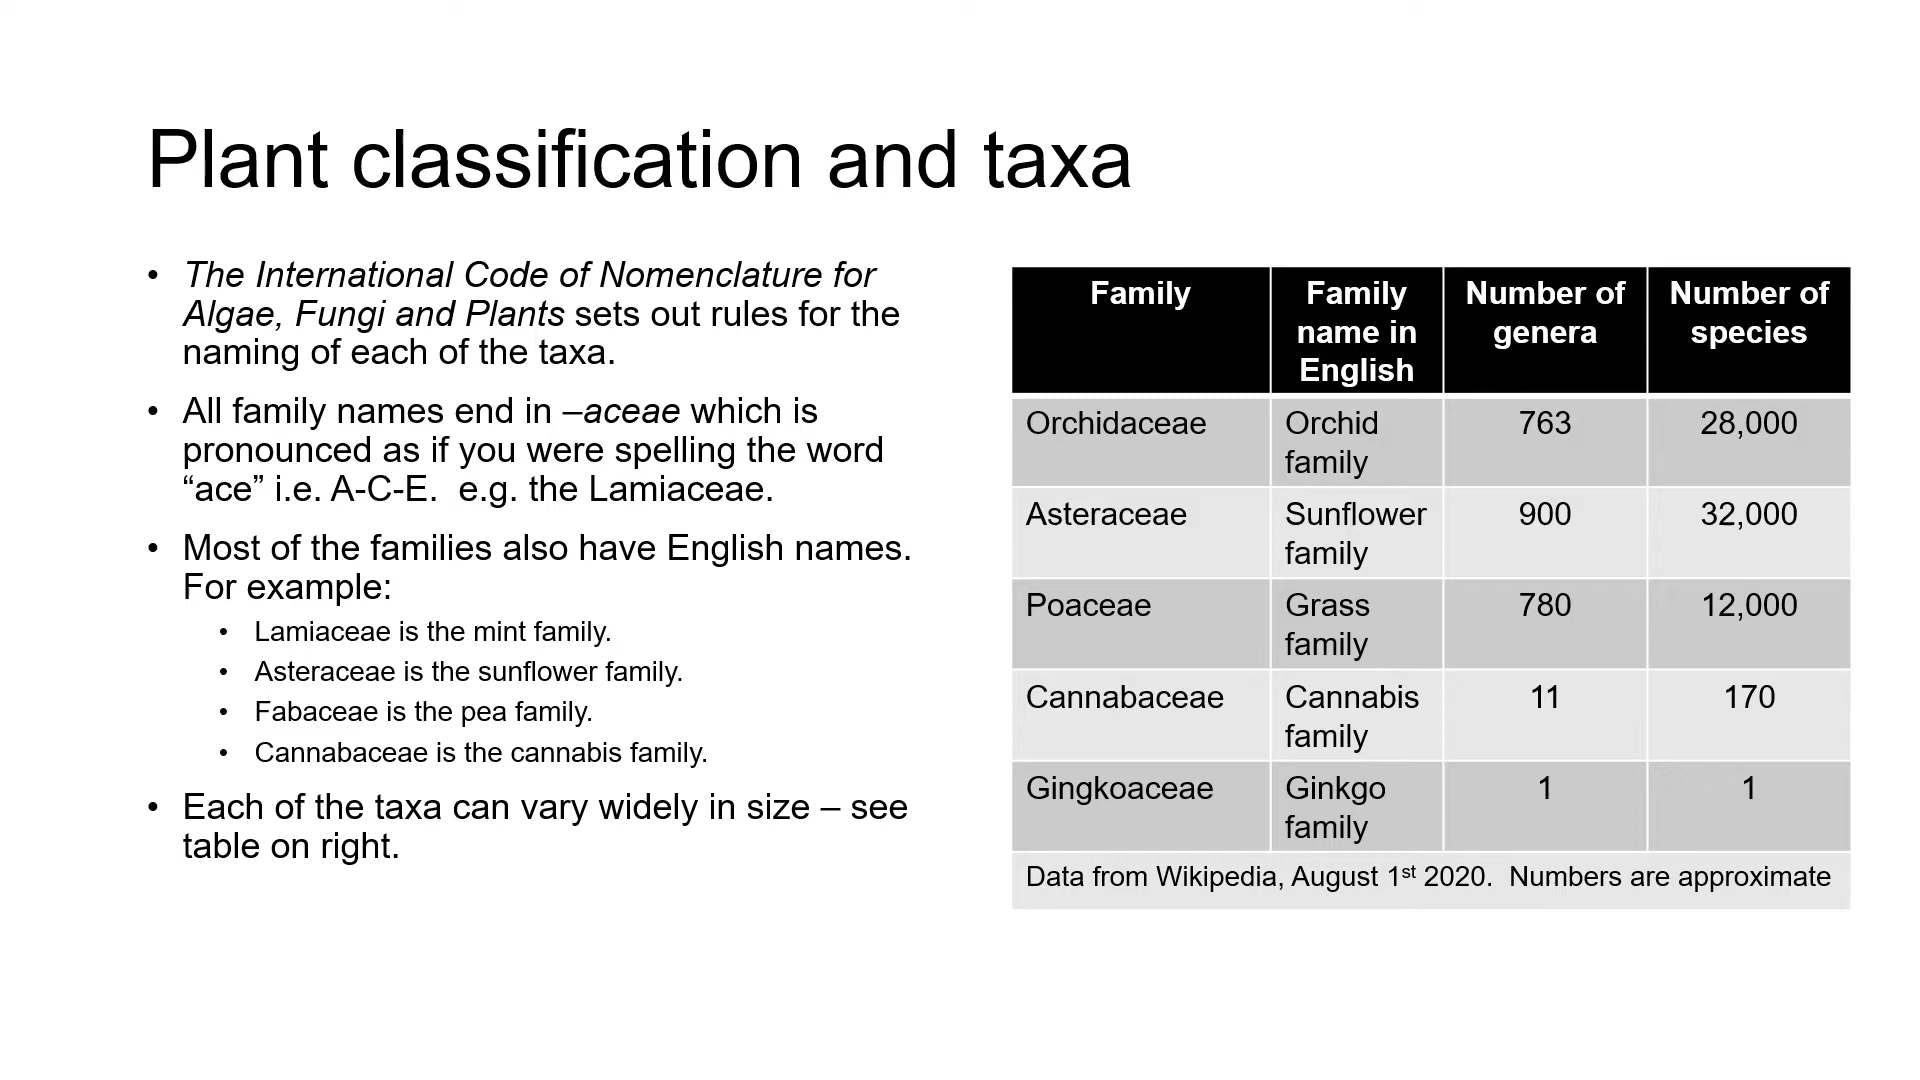 Plant classification and taxa
• The International Code of Nomenclature for
Algae, Fungi and Plants sets out rules for the
naming of each of the taxa.
• All family names end in –aceae which is
pronounced as if you were spelling the word
“ace” i.e. A-C-E.  e.g. the Lamiaceae.
• Most of the families also have English names.
For example:
• Lamiaceae is the mint family.
• Asteraceae is the sunflower family.
• Fabaceae is the pea family.
• Cannabaceae is the cannabis family.
• Each of the taxa can vary widely in size – see
table on right.
Family
Family
name in
English
Number of
genera
Number of
species
Orchidaceae
Orchid
family
763
28,000
Asteraceae
Sunflower
family
900
32,000
Poaceae
Grass
family
780
12,000
Cannabaceae
Cannabis
family
11
170
Gingkoaceae
Ginkgo
family
1
1
Data from Wikipedia, August 1st 2020.  Numbers are approximate